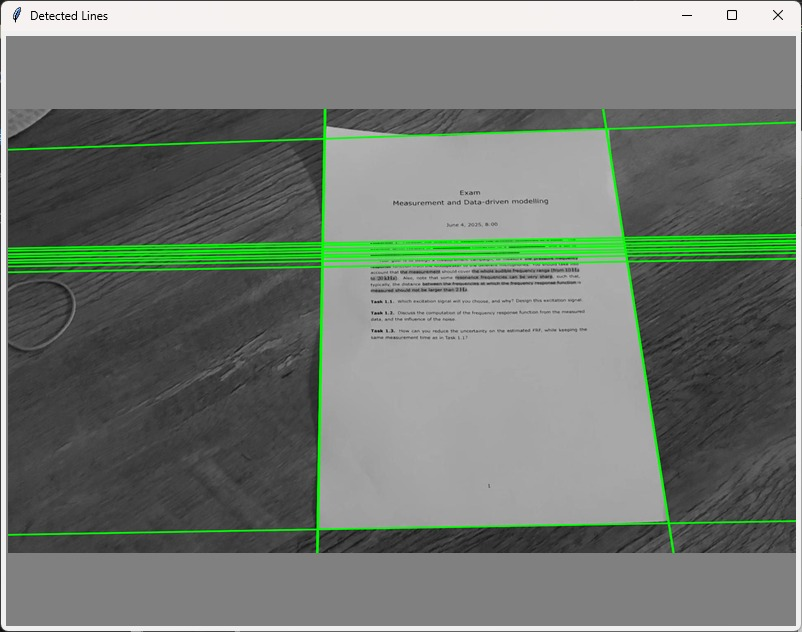 Detected Lines
Exam
Measurement and Data-driven modelling
June 4, 2025, 8.00
account that the measurement should cover the whole audible frequency range (from 10Hz
to 20kHz). Also, note that some resonance frequencies can be very sharp, such that,
typically, the distance between the frequencies at which the frequency response function is
measured should not be larger than
Task 1.1. Which excitation signal will you choose, and why? Design this excitation signal.
Task 1.2. Discuss the computation of the frequency response function from the measured
data, and the influence of the noise.
Task 1.3. How can you reduce the uncertainty on the estimated FRF, while keeping the
same measurement time as in Task 1.1?
1